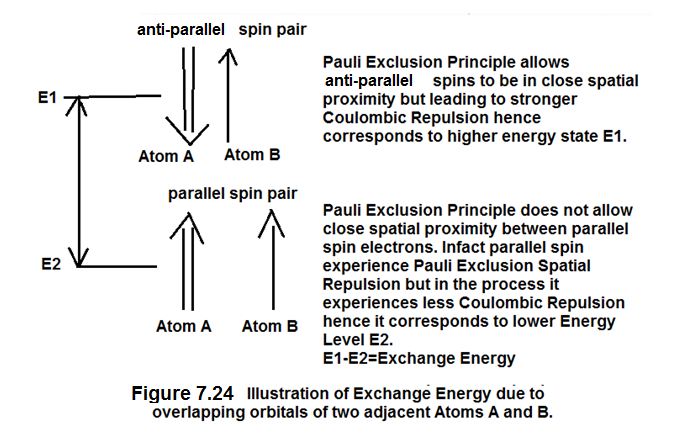 anti-parallel spin pair
Pauli Exclusion Principle allows
anti-parallel spins to be in close spatial
proximity but leading to stronger
Coulombic Repulsion hence
corresponds to higher energy state E1.
E1
Atom A Atom B
parallel spin pair
Pauli Exclusion Principle does not allow
close spatial proximity between parallel
spin electrons. Infact parallel spin
experience Pauli Exclusion Spatial
Repulsion but in the process it
experiences less Coulombic Repulsion
hence it corresponds to lower Energy
Level E2.
E1-E2=Exchange Energy
E2
Atom A Atom B
Figure 7.24 Illustration of Exchange Energy due to
overlapping orbitals of two adjacent Atoms A and B.